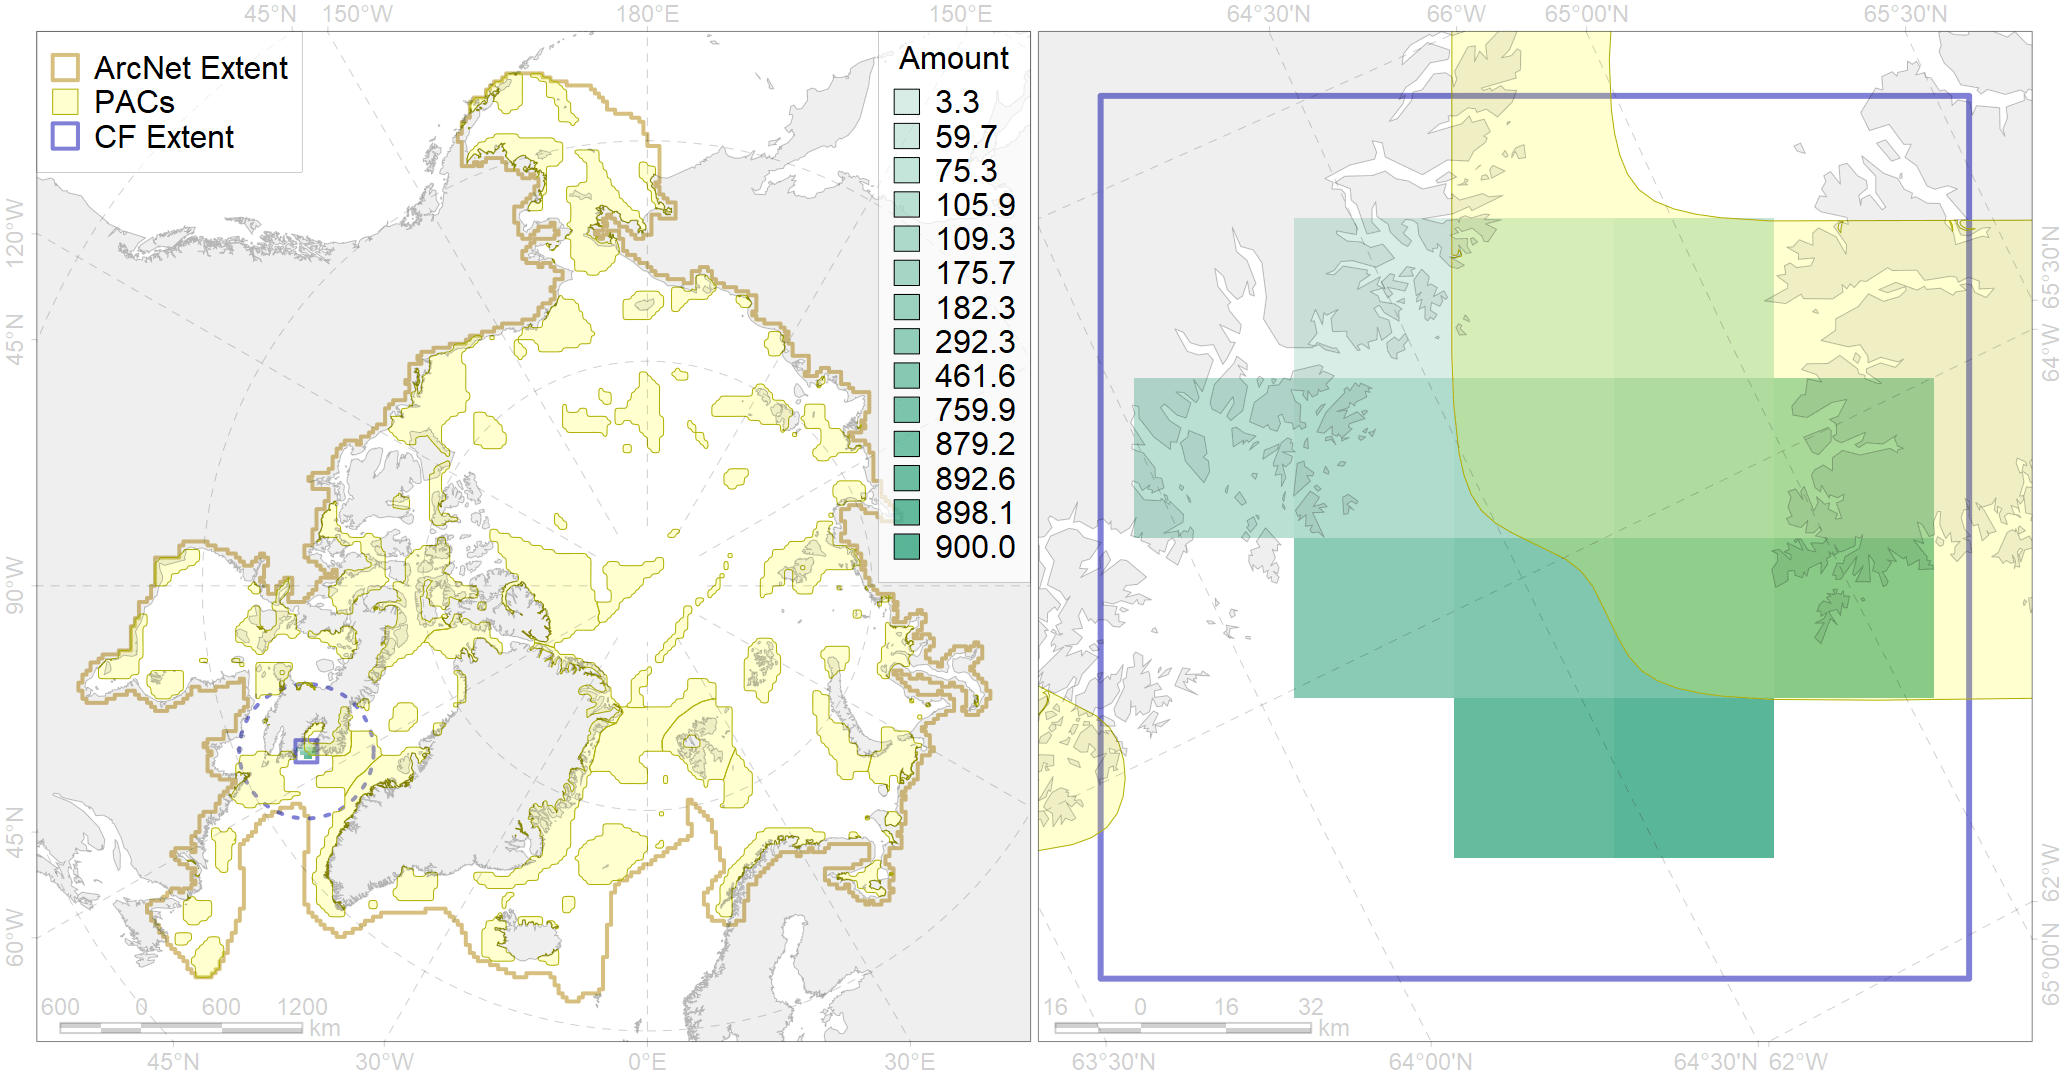 45°N 150°W 180°E 150°E 64°30'N 66°W 65°00'N 65°30'N
ArcNet Extent
PACs
CF Extent
Amount
3.3
59.7
75.3
105.9
109.3
175.7
182.3
292.3
461.6
759.9
879.2
892.6
898.1
900.0
120°W
45°N
90°W
45°N
60°W
65°30'N
64°W
62°W
65°00'N
600 0 600 1200
km
16 0 16 32
km
45°N 30°W 0°E 30°E 63°30'N 64°00'N 64°30'N 62°W